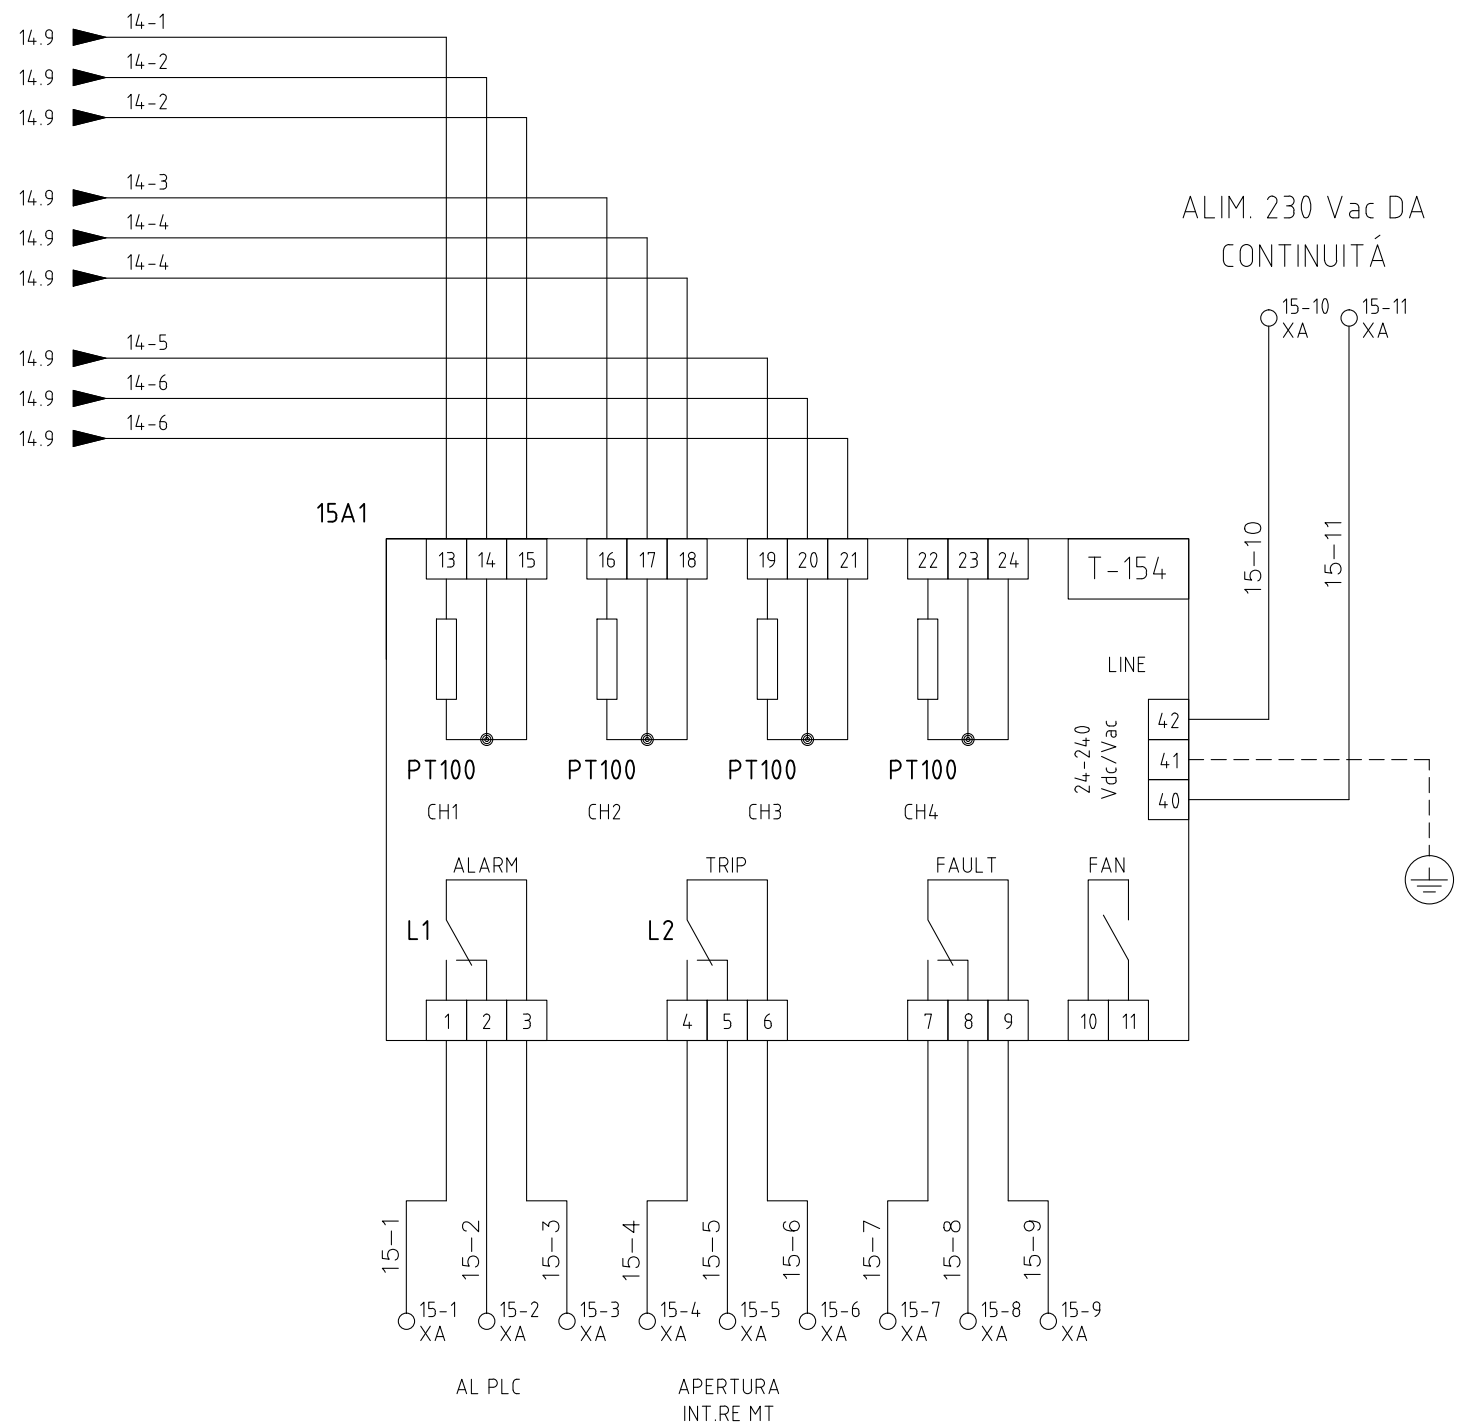 14.9 14-1
14.9 14-2
14.9 14-2
14.9 14-3
14.9 14-4
14.9 14-4
14.9 14-5
14.9 14-6
14.9 14-6
ALIM. 230 Vac DA
CONTINUITÁ
15-10
XA
15-11
XA
15-10
15-11
15A1
13 14 15 16 17 18 19 20 21 22 23 24
T-154
LINE
24-240
Vdc/Vac
42
41
40
PT100 PT100 PT100 PT100
CH1 CH2 CH3 CH4
ALARM TRIP FAULT FAN
L1 L2
1 2 3 4 5 6 7 8 9 10 11
15-1 15-2 15-3 15-4 15-5 15-6 15-7 15-8 15-9
15-1 15-2 15-3 15-4 15-5 15-6 15-7 15-8 15-9
XA XA XA XA XA XA XA XA XA
AL PLC
APERTURA
INT.RE MT